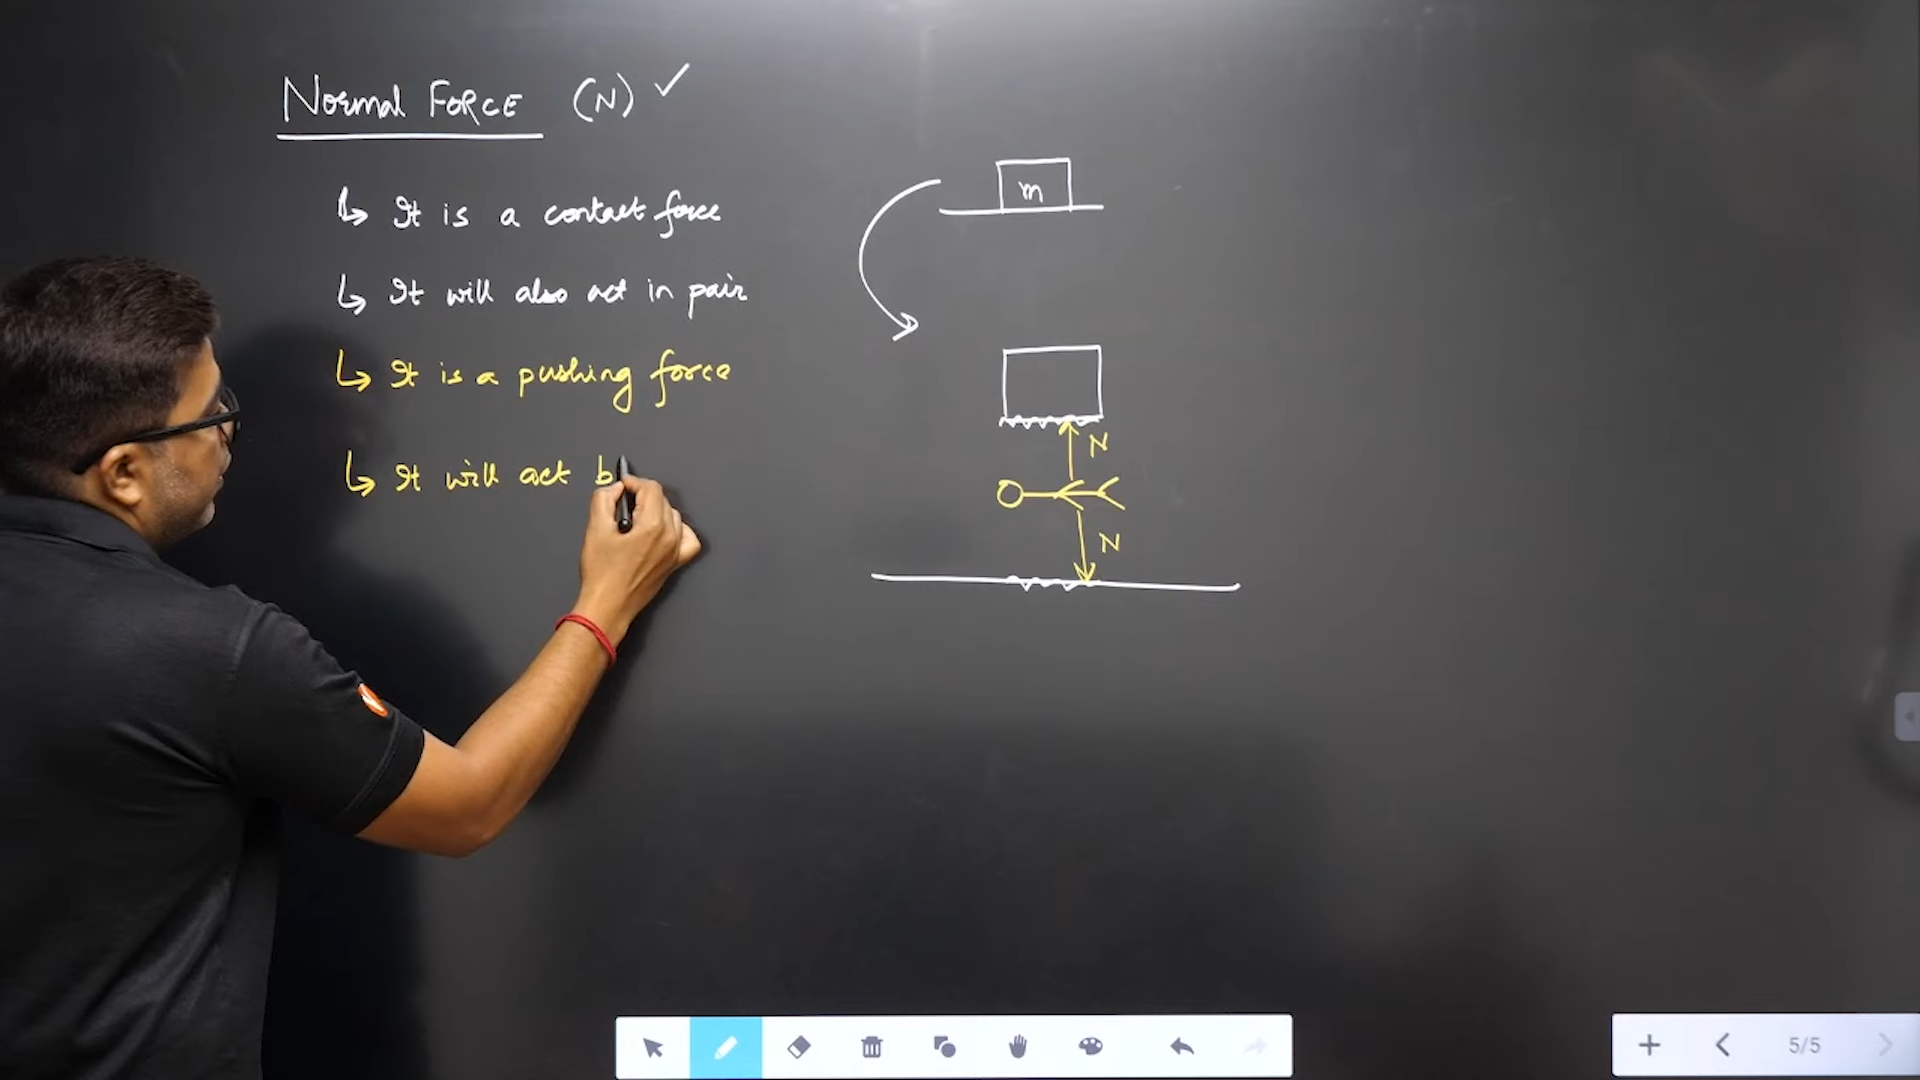 Normal FORCE (N) ✓
↳ It is a contact force
↳ It will also act in pair
↳ It is a pushing force
↳ It will act b
m
N
N
5/5